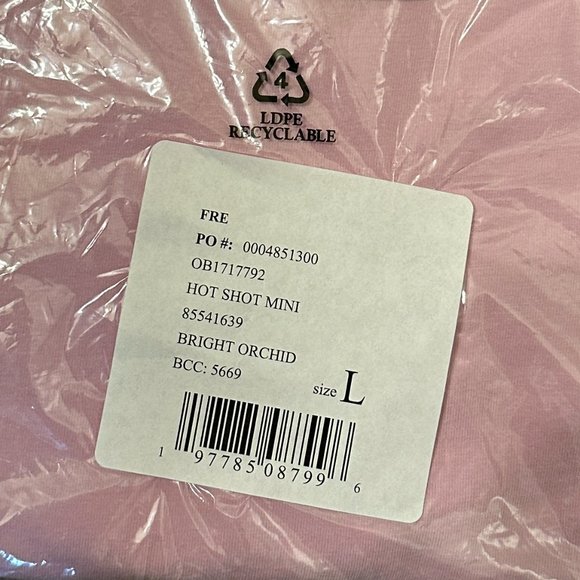 4
LDPE
RECYCLABLE
FRE
PO #: 0004851300
OB1717792
HOT SHOT MINI
85541639
BRIGHT ORCHID
BCC: 5669
size L
1 97785 08799 6